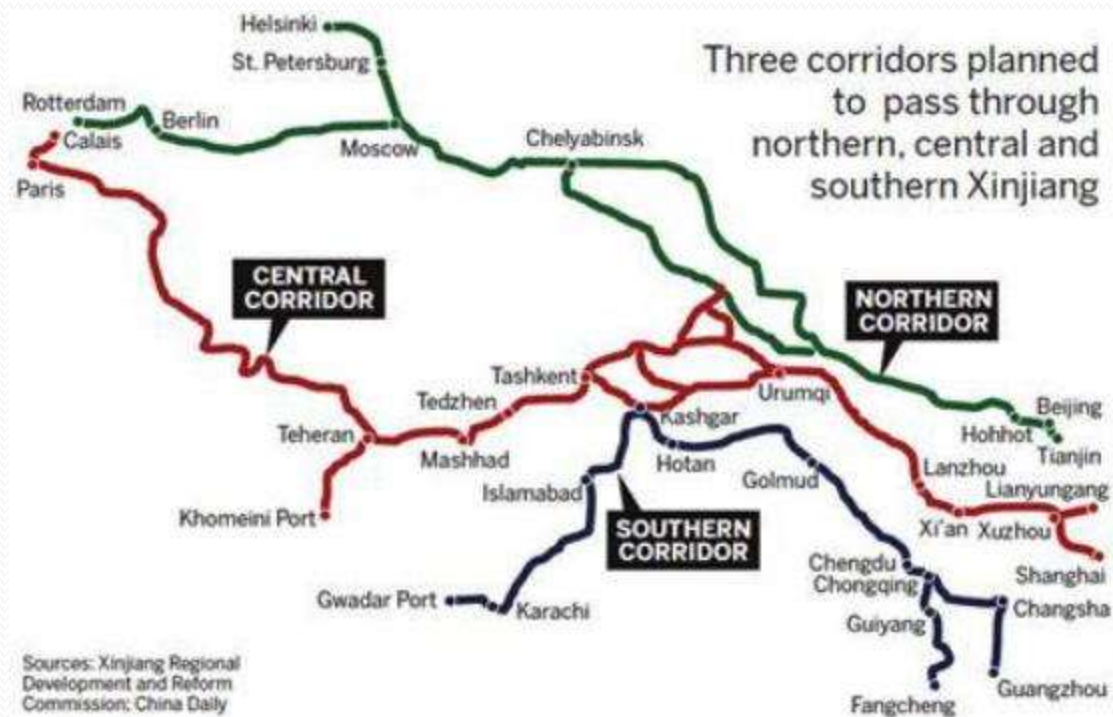 Three corridors planned
to pass through
northern, central and
southern Xinjiang
Helsinki
St. Petersburg
Rotterdam
Calais
Berlin
Paris
Moscow
Chelyabinsk
CENTRAL
CORRIDOR
NORTHERN
CORRIDOR
Tashkent
Urumqi
Tedzhen
Kashgar
Teheran
Mashhad
Hotan
Beijing
Hohhot
Tianjin
Golmud
Lanzhou
Islamabad
Lianyungang
Khomeini Port
SOUTHERN
CORRIDOR
Xi'an
Xuzhou
Shanghai
Chengdu
Chongqing
Gwadar Port
Karachi
Changsha
Guiyang
Guangzhou
Fangcheng
Sources: Xinjiang Regional
Development and Reform
Commission; China Daily